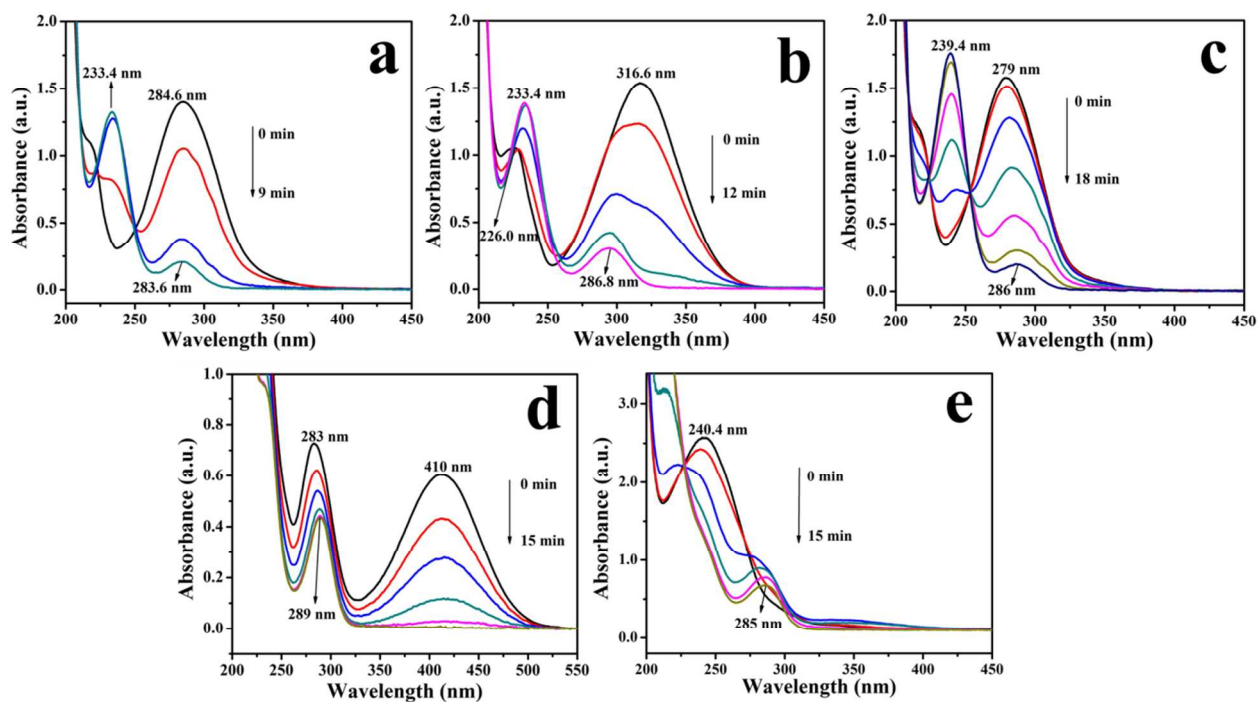 a
233.4 nm
284.6 nm
0 min
9 min
283.6 nm
Absorbance (a.u.)
2.0
1.5
1.0
0.5
0.0
200 250 300 350 400 450
Wavelength (nm)
b
316.6 nm
233.4 nm
0 min
12 min
226.0 nm
286.8 nm
Absorbance (a.u.)
2.0
1.5
1.0
0.5
0.0
200 250 300 350 400 450
Wavelength (nm)
c
239.4 nm
279 nm
0 min
18 min
286 nm
Absorbance (a.u.)
2.0
1.5
1.0
0.5
0.0
200 250 300 350 400 450
Wavelength (nm)
d
283 nm
410 nm
0 min
15 min
289 nm
Absorbance (a.u.)
1.0
0.8
0.6
0.4
0.2
0.0
200 250 300 350 400 450 500 550
Wavelength (nm)
e
240.4 nm
0 min
15 min
285 nm
Absorbance (a.u.)
3.0
2.0
1.0
0.0
200 250 300 350 400 450
Wavelength (nm)